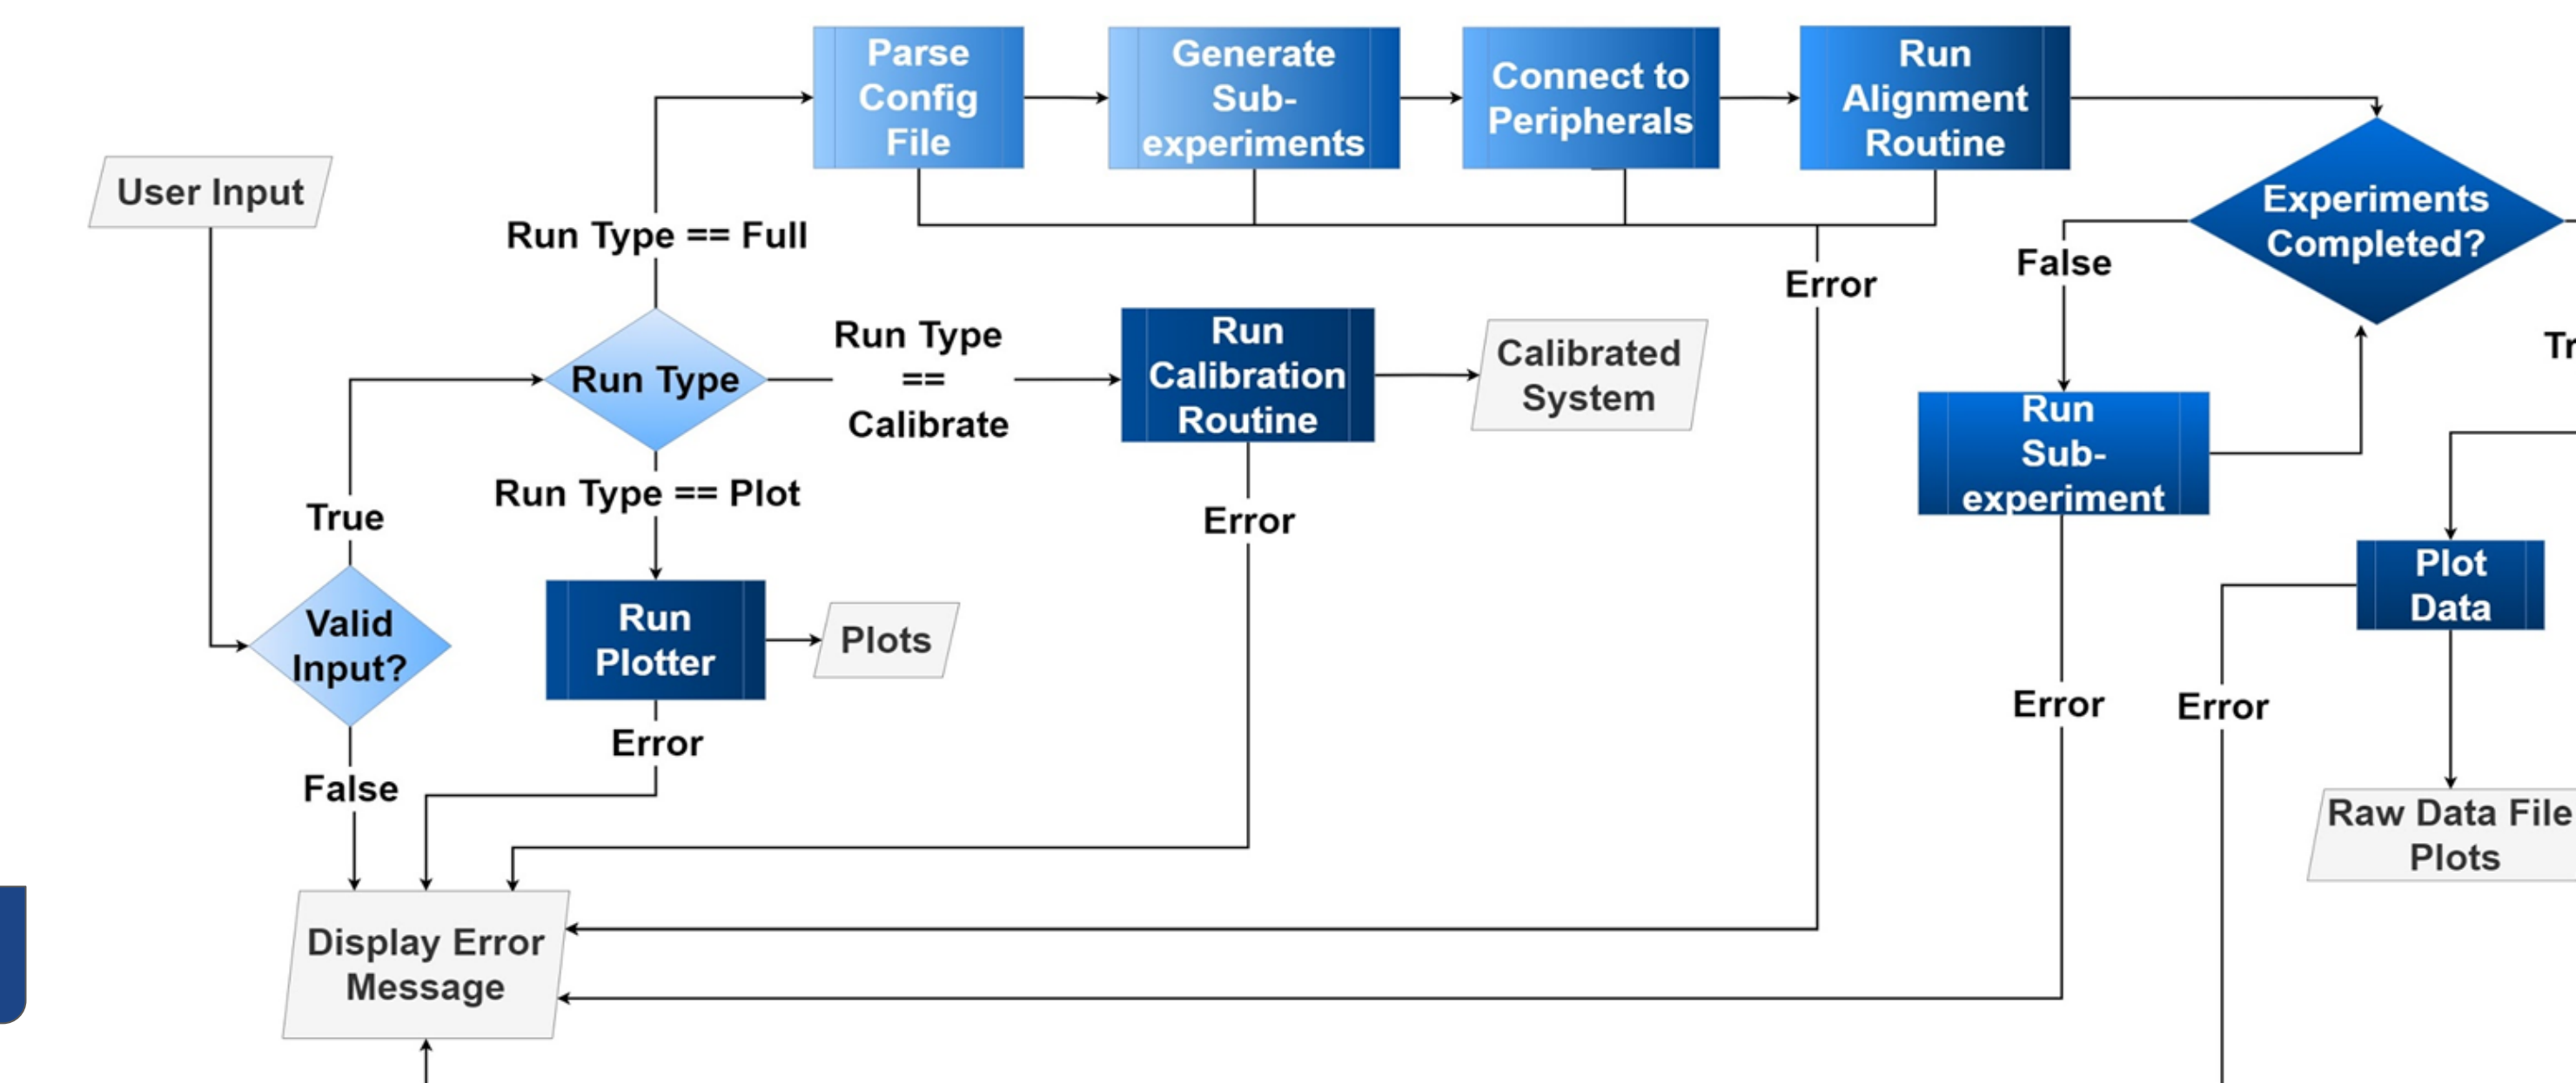 Parse
Config
File
Generate
Sub-
experiments
Connect to
Peripherals
Run
Alignment
Routine
User Input
Experiments
Completed?
Run Type == Full
False
Error
Run Type
Run Type
==
Calibrate
Run
Calibration
Routine
Calibrated
System
Run
Sub-
experiment
Run Type == Plot
True
Error
Plot
Data
Valid
Input?
Run
Plotter
Plots
Error
Error
Error
False
Raw Data File
Plots
Display Error
Message